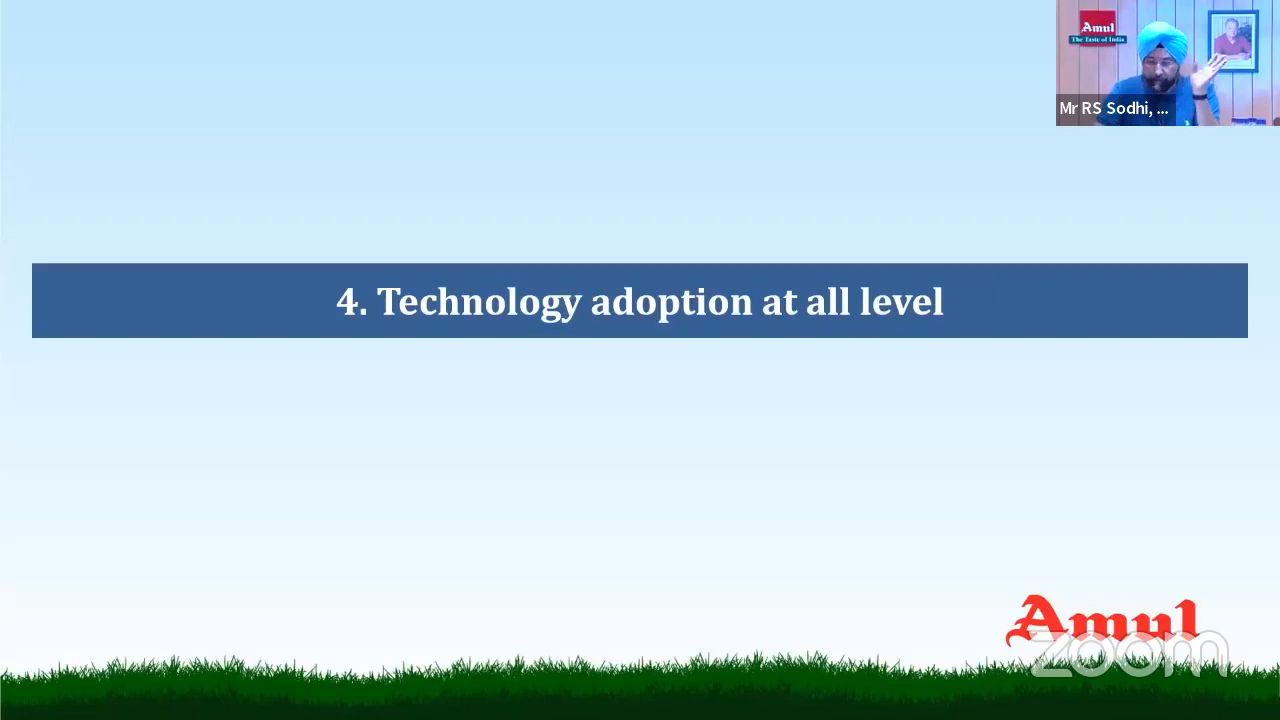 Amul
The Taste of India
Mr RS Sodhi, ...
4. Technology adoption at all level
Amul
zoom